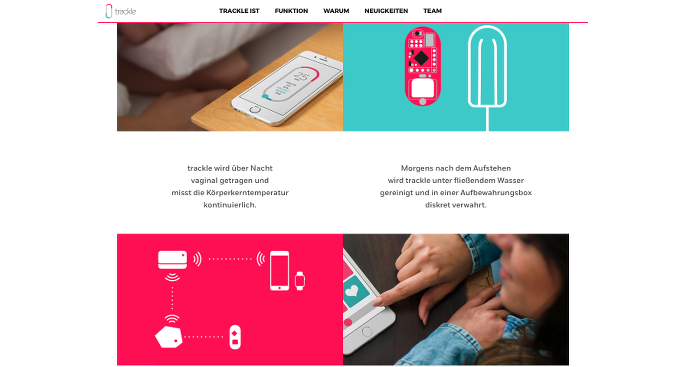 trackle
TRACKLE IST
FUNKTION
WARUM
NEUIGKEITEN
TEAM
trackle wird über Nacht
vaginal getragen und
misst die Körperkerntemperatur
kontinuierlich.
Morgens nach dem Aufstehen
wird trackle unter fließendem Wasser
gereinigt und in einer Aufbewahrungsbox
diskret verwahrt.